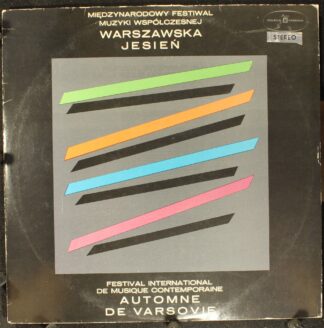 MIĘDZYNARODOWY FESTIWAL
MUZYKI WSPÓŁCZESNEJ
WARSZAWSKA
JESIEŃ
STEREO
FESTIVAL INTERNATIONAL
DE MUSIQUE CONTEMPORAINE
AUTOMNE
DE VARSOVIE